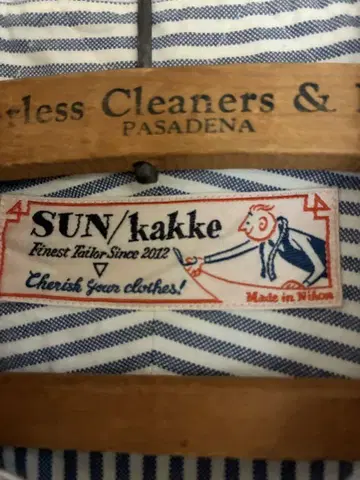 Cleaners &
PASADENA
SUN/kakke
Finest Tailor Since 2012
Cherish your clothes!
Made in Nihon